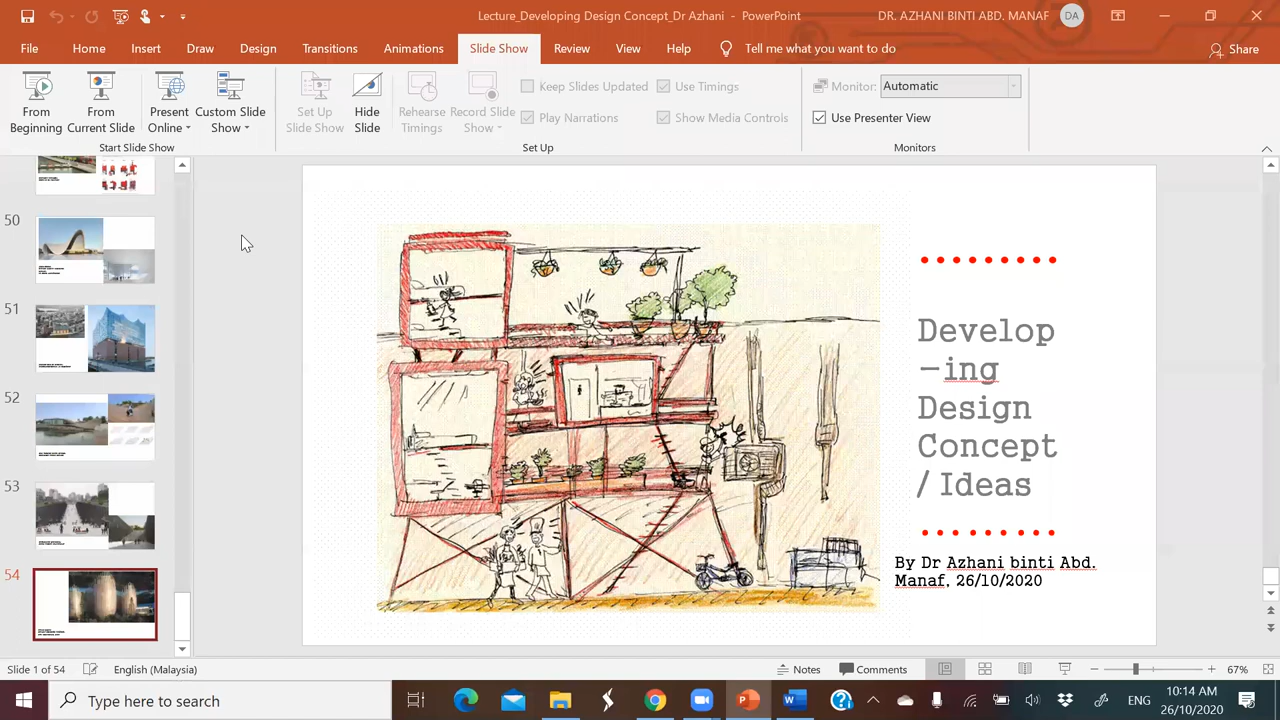 Lecture_Developing Design Concept_Dr Azhani - PowerPoint
DR. AZHANI BINTI ABD. MANAF
DA
File Home Insert Draw Design Transitions Animations Slide Show Review View Help Tell me what you want to do
Share
From Beginning
From Current Slide
Present Online
Custom Slide Show
Set Up Slide Show
Hide Slide
Rehearse Timings
Record Slide Show
Keep Slides Updated
Play Narrations
Use Timings
Show Media Controls
Monitor: Automatic
Use Presenter View
Start Slide Show
Set Up
Monitors
50
51
52
53
54
Develop
-ing
Design
Concept
/ Ideas
By Dr Azhani binti Abd.
Manaf, 26/10/2020
Slide 1 of 54
English (Malaysia)
Notes
Comments
67%
Type here to search
ENG
10:14 AM
26/10/2020